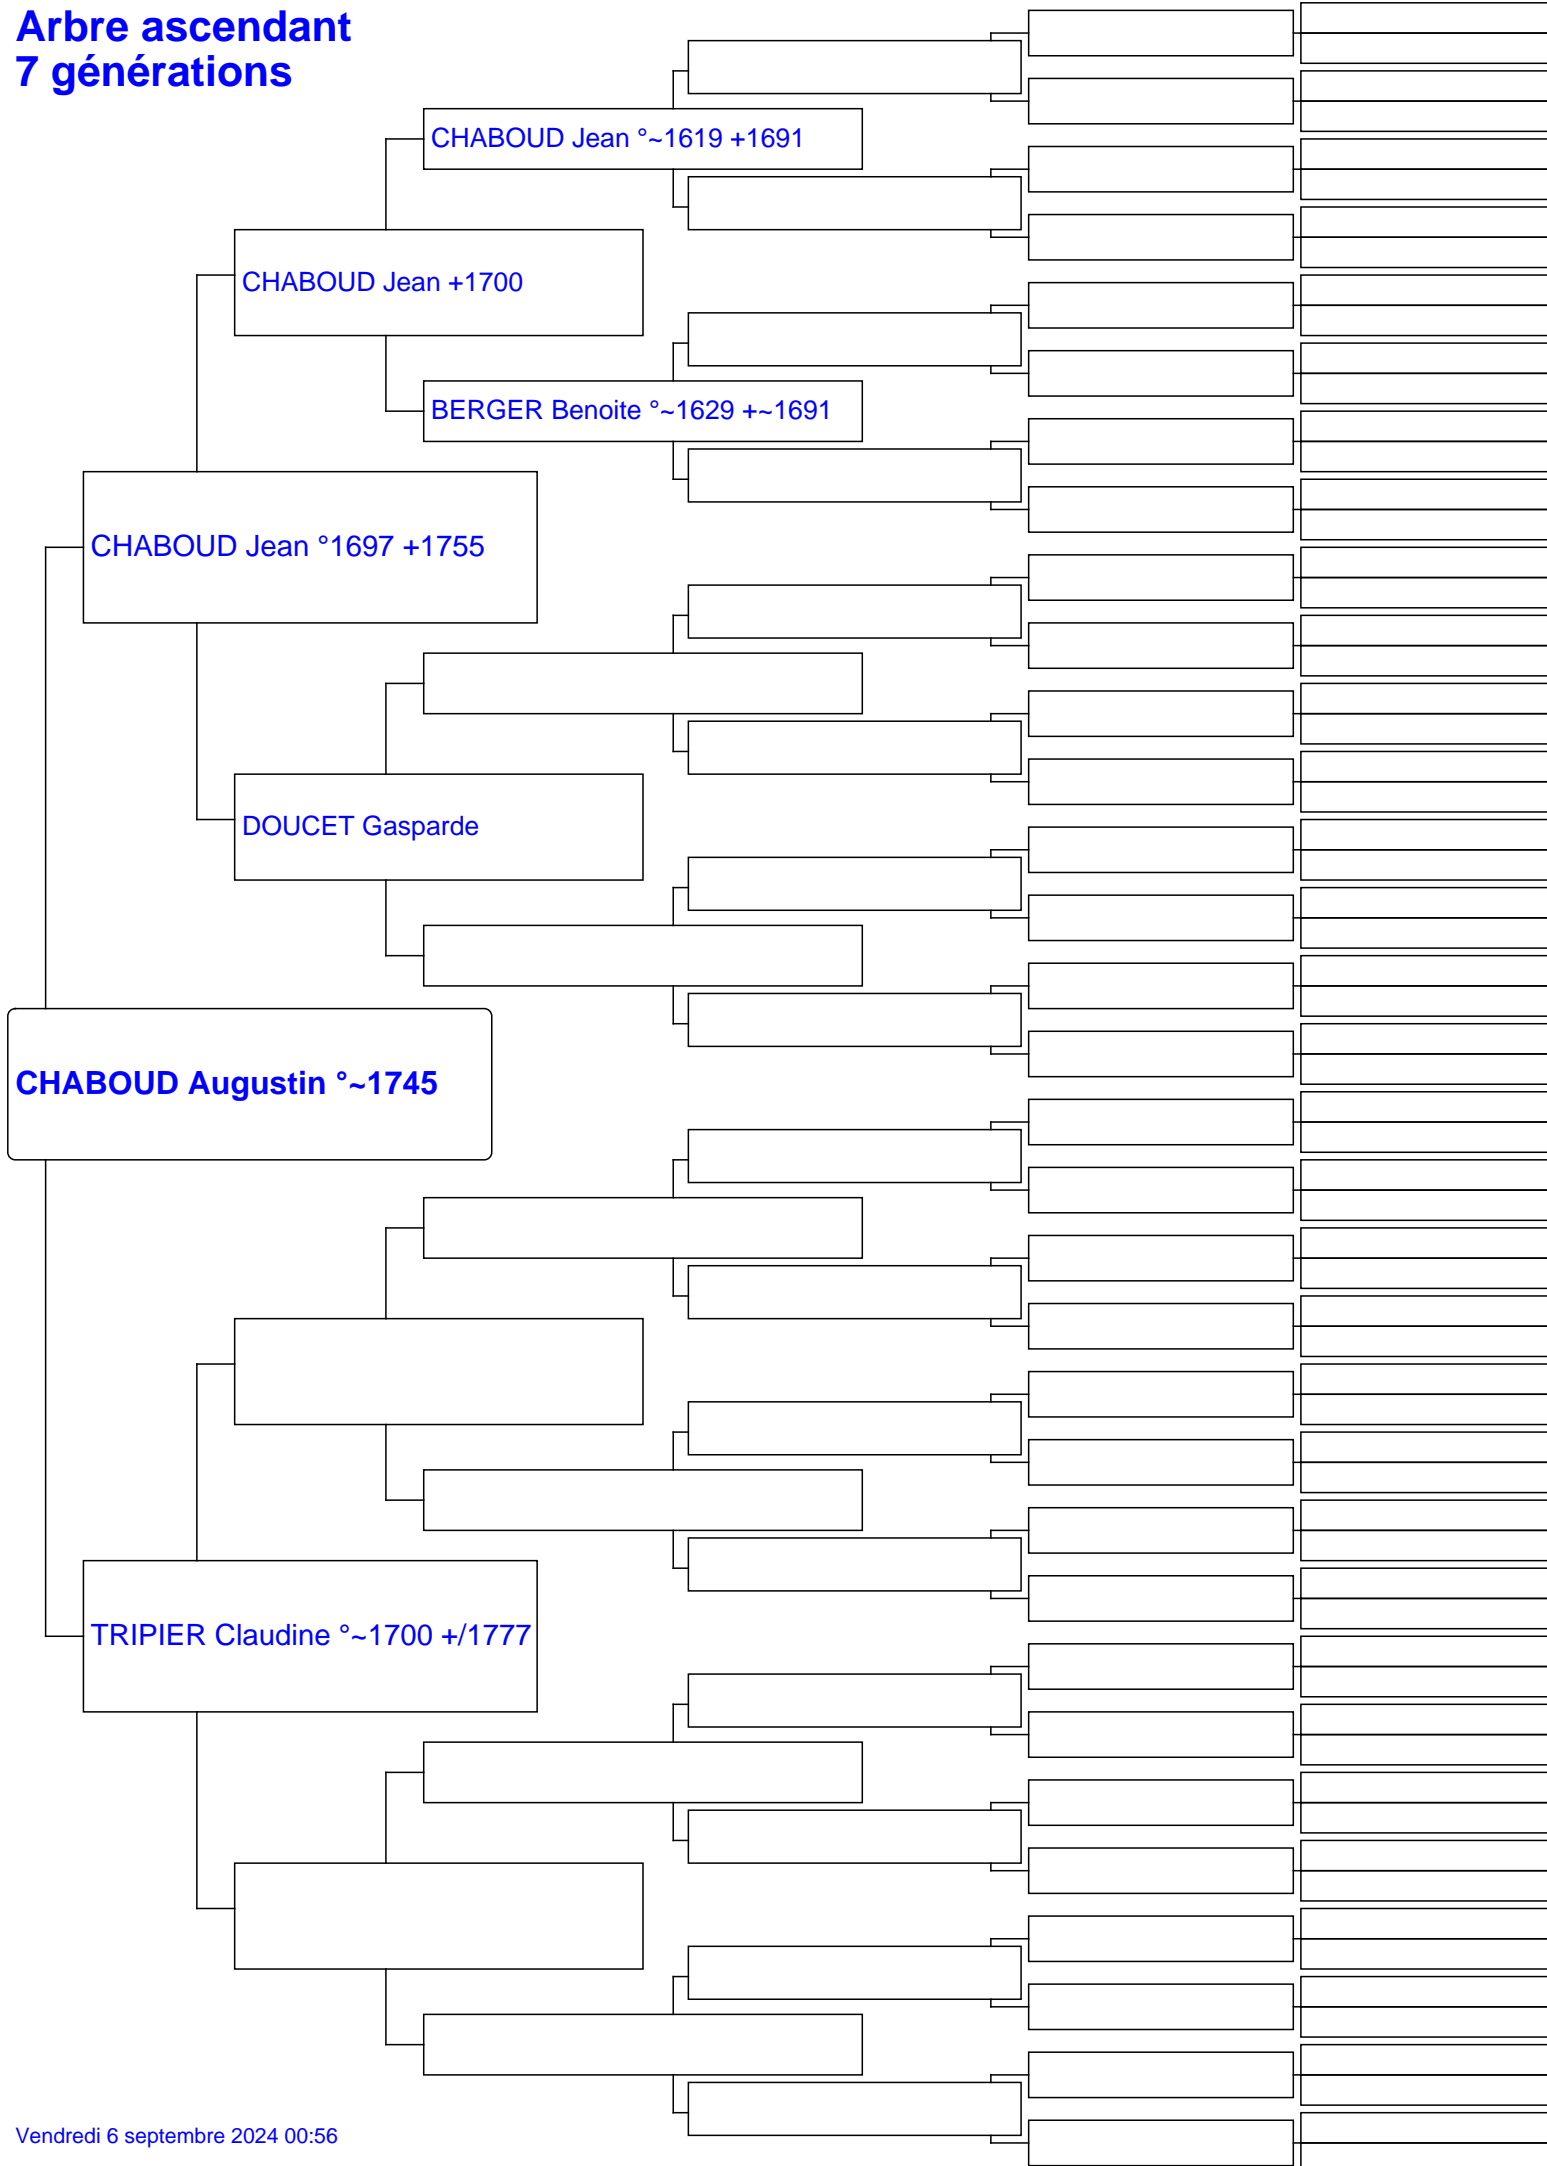 Arbre ascendant
7 générations
CHABOUD Jean °~1619 +1691
CHABOUD Jean +1700
BERGER Benoite °~1629 +~1691
CHABOUD Jean °1697 +1755
DOUCET Gasparde
CHABOUD Augustin °~1745
TRIPIER Claudine °~1700 +/1777
Vendredi 6 septembre 2024 00:56